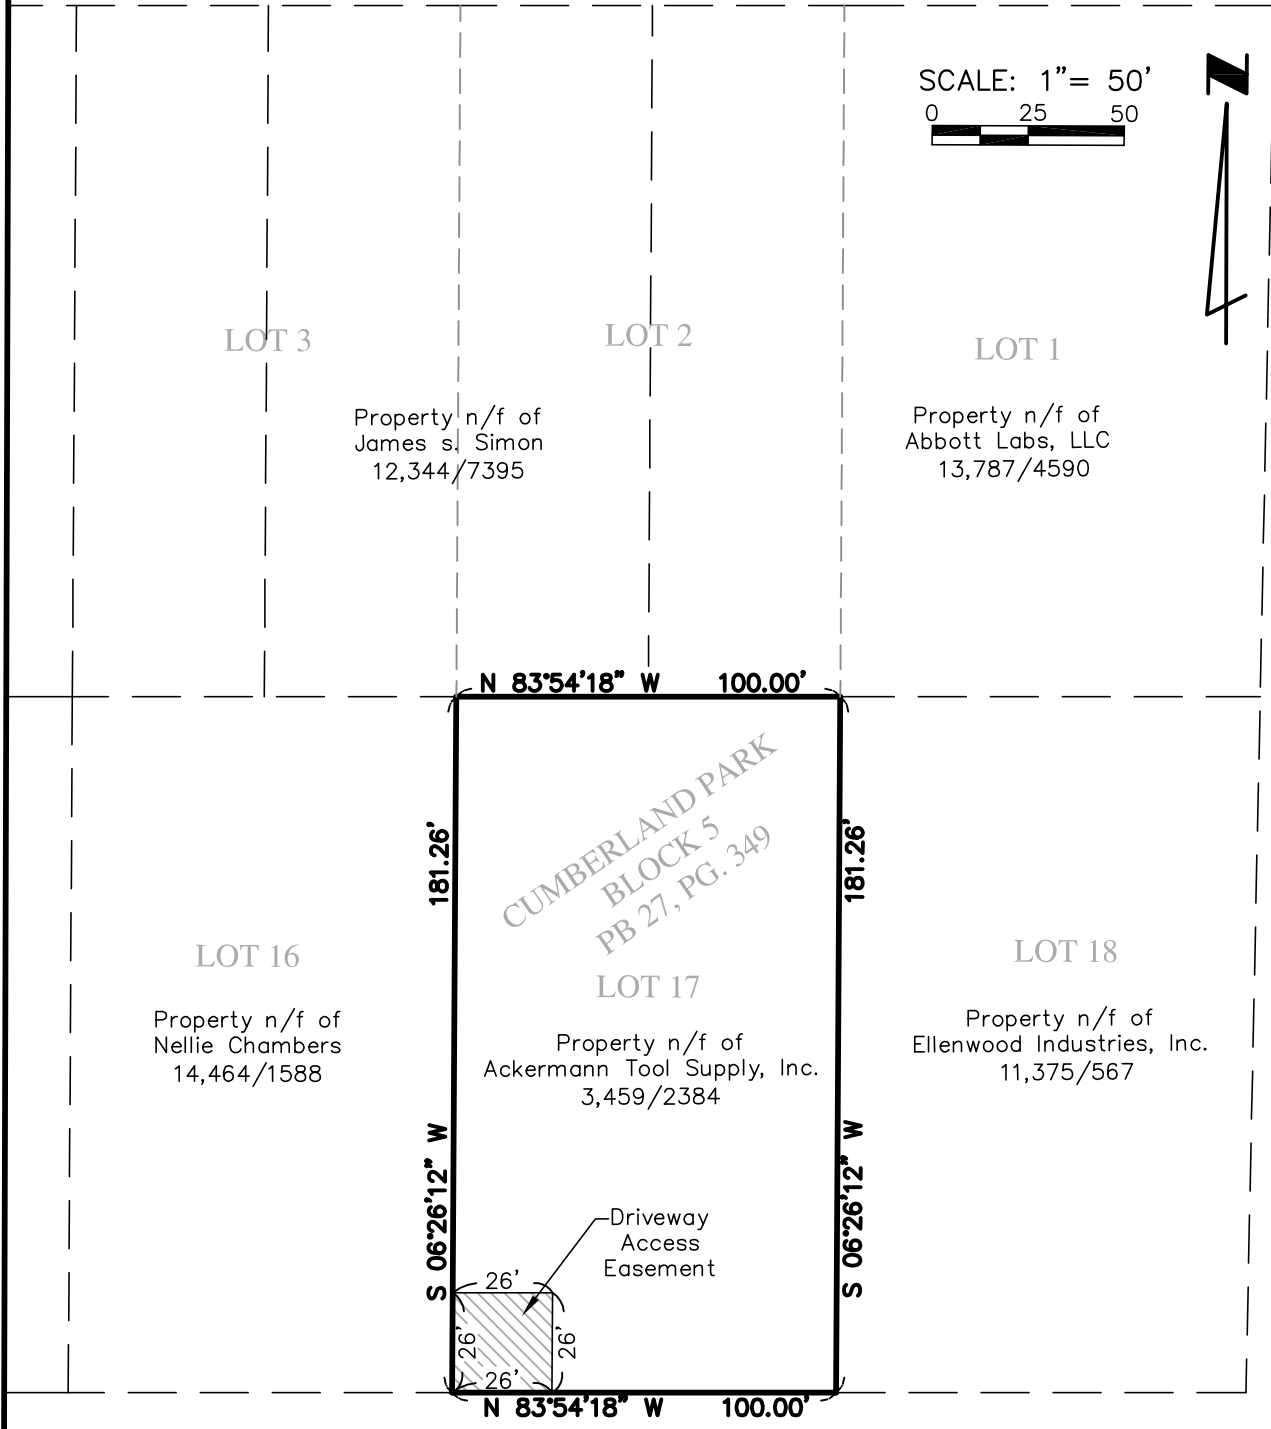 SCALE: 1"= 50'
0 25 50
N
LOT 3
LOT 2
LOT 1
Property n/f of
James s. Simon
12,344/7395
Property n/f of
Abbott Labs, LLC
13,787/4590
N 83°54'18" W 100.00'
181.26'
181.26'
CUMBERLAND PARK
BLOCK 5
PB 27, PG. 349
LOT 16
Property n/f of
Nellie Chambers
14,464/1588
LOT 17
Property n/f of
Ackermann Tool Supply, Inc.
3,459/2384
LOT 18
Property n/f of
Ellenwood Industries, Inc.
11,375/567
S 06°26'12" W
S 06°26'12" W
Driveway
Access
Easement
26'
26'
26'
26'
N 83°54'18" W 100.00'